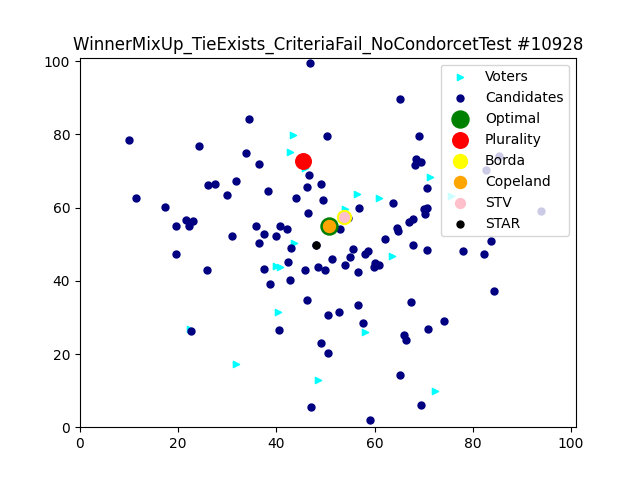 WinnerMixUp_TieExists_CriteriaFail_NoCondorcetTest #10928
100
80
60
40
20
0
0
20
40
60
80
100
Voters
Candidates
Optimal
Plurality
Borda
Copeland
STV
STAR